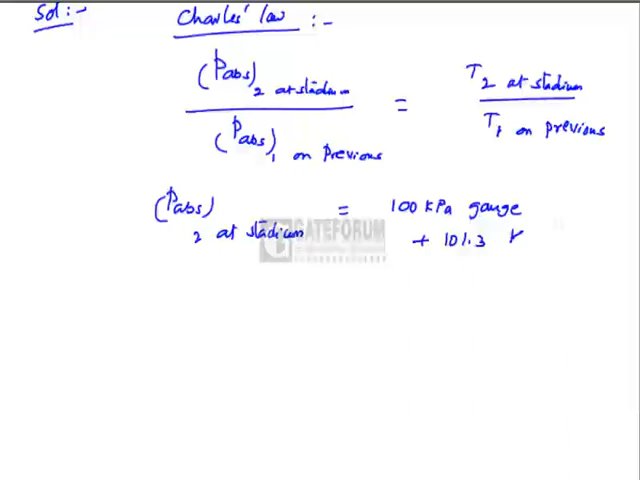 Sol :-
Charles' law :-
(Pabs)2 at stadium / (Pabs)1 on previous = T2 at stadium / T1 on previous
(Pabs)2 at stadium = 100 kPa gauge
+ 101.3
GATEFORUM